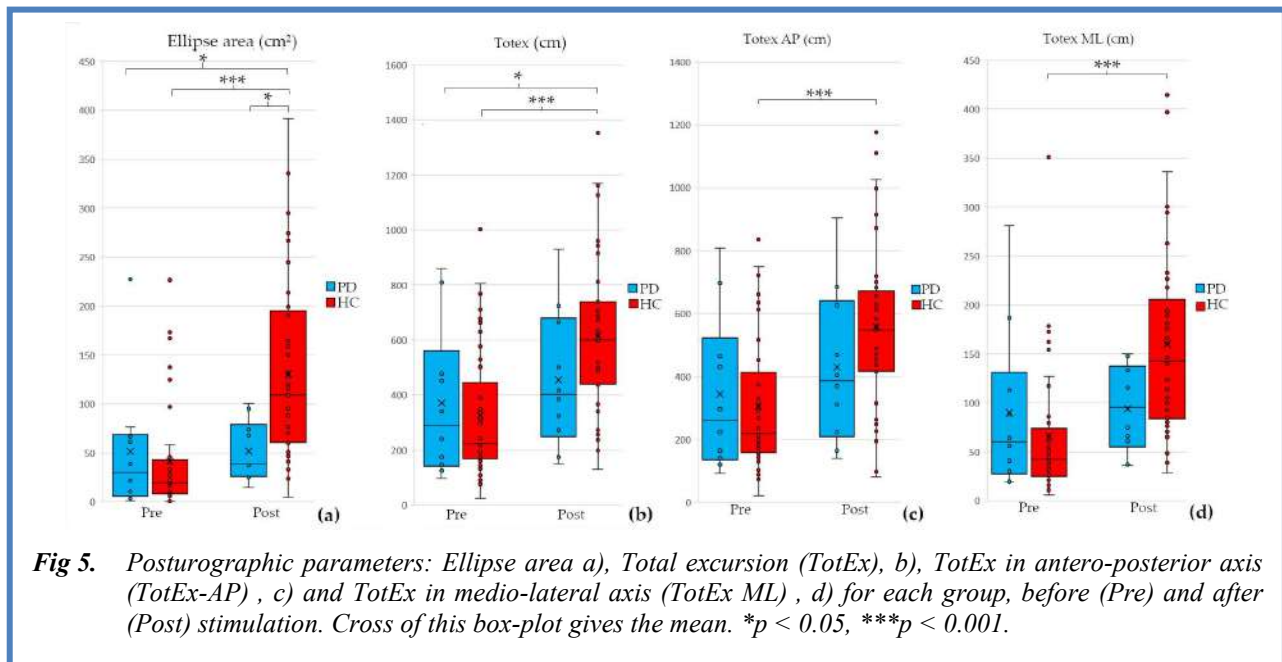 Ellipse area (cm²)
*
***
*
450
400
350
300
250
200
150
100
50
0
Pre
Post
(a)
PD
HC
Totex (cm)
*
***
1600
1400
1200
1000
800
600
400
200
0
Pre
Post
(b)
Totex AP (cm)
***
1400
1200
1000
800
600
400
200
0
Pre
Post
(c)
PD
HC
Totex ML (cm)
***
450
400
350
300
250
200
150
100
50
0
Pre
Post
(d)
PD
HC
PD
HC
Fig 5. Posturographic parameters: Ellipse area a), Total excursion (TotEx), b), TotEx in antero-posterior axis
(TotEx-AP) , c) and TotEx in medio-lateral axis (TotEx ML) , d) for each group, before (Pre) and after
(Post) stimulation. Cross of this box-plot gives the mean. *p < 0.05, ***p < 0.001.